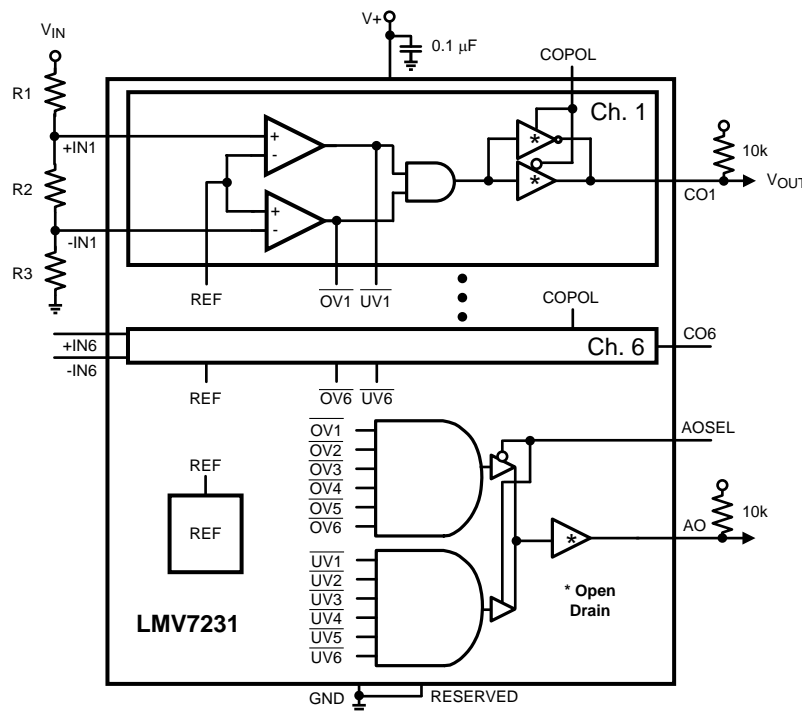 V+
VIN
0.1 μF
COPOL
R1
Ch. 1
+IN1
+
-
*
10k
R2
*
VOUT
CO1
+
-
-IN1
R3
REF
OV1
UV1
COPOL
CO6
+IN6
Ch. 6
-IN6
REF
OV6
UV6
OV1
AOSEL
OV2
OV3
REF
OV4
OV5
10k
OV6
AO
REF
*
UV1
UV2
* Open
Drain
UV3
UV4
LMV7231
UV5
UV6
GND
RESERVED